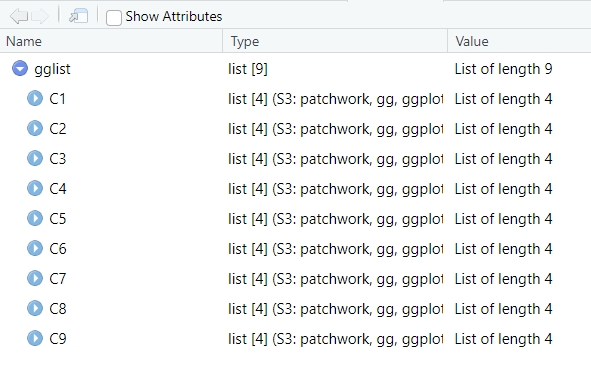 Show Attributes
Name Type Value
gglist list [9] List of length 9
C1 list [4] (S3: patchwork, gg, ggplot List of length 4
C2 list [4] (S3: patchwork, gg, ggplot List of length 4
C3 list [4] (S3: patchwork, gg, ggplot List of length 4
C4 list [4] (S3: patchwork, gg, ggplot List of length 4
C5 list [4] (S3: patchwork, gg, ggplot List of length 4
C6 list [4] (S3: patchwork, gg, ggplot List of length 4
C7 list [4] (S3: patchwork, gg, ggplot List of length 4
C8 list [4] (S3: patchwork, gg, ggplot List of length 4
C9 list [4] (S3: patchwork, gg, ggplot List of length 4